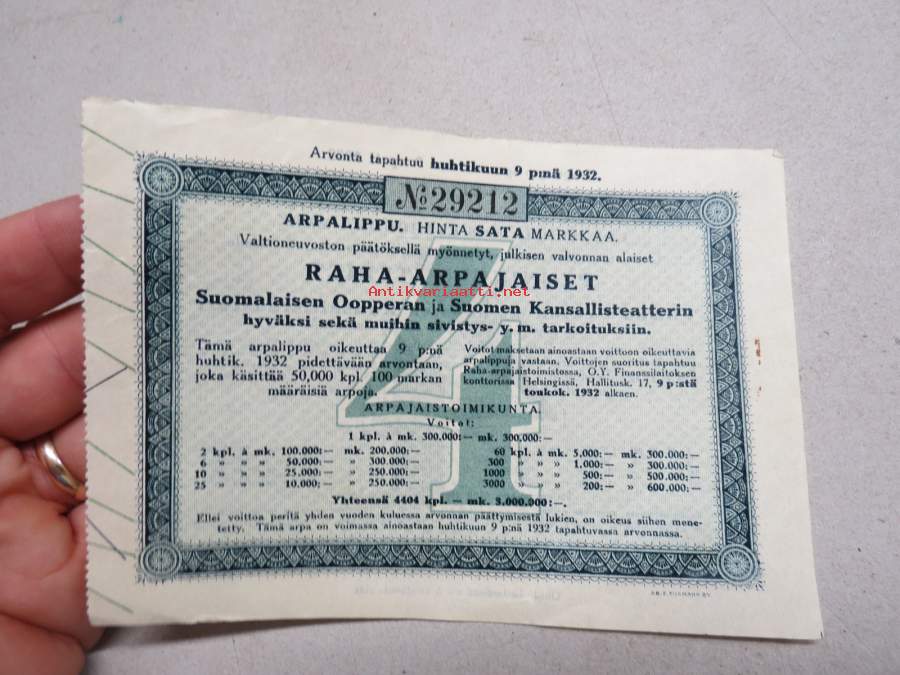 Arvonta tapahtuu huhtikuun 9 p:nä 1932.
№29212
ARPALIPPU. HINTA SATA MARKKAA.
Valtioneuvoston päätöksellä myönnetyt, julkisen valvonnan alaiset
RAHA-ARPAJAISET
Antikvariaatti.net
Suomalaisen Oopperan ja Suomen Kansallisteatterin
hyväksi sekä muihin sivistys- y. m. tarkoituksiin.
4
Tämä arpalippu oikeuttaa 9 p:nä
huhtik. 1932 pidettävään arvontaan,
joka käsittää 50,000 kpl. 100 markan
määräisiä arpoja.
Voitot maksetaan ainoastaan voittoon oikeuttavia
arpalippuja vastaan. Voittojen suoritus tapahtuu
Raha-arpajaistoimistossa, O.Y. Finanssilaitoksen
konttorissa, Helsingissä, Hallitusk. 17, 9 p:stä
toukok. 1932 alkaen.
ARPAJAISTOIMIKUNTA.
Voitot:
1 kpl. à mk. 300.000:— mk. 300.000:—
2 kpl. à mk. 100.000:— mk. 200,000:—
6 » » » 50,000:— » 300.000:—
10 » » » 25.000:— » 250.000:—
25 » » » 10.000:— » 250.000:—
60 kpl. à mk. 5.000:— mk. 300.000:—
300 » » » 1.000:— » 300.000:—
1000 » » » 500:— » 500.000:—
3000 » » » 200:— » 600.000:—
Yhteensä 4404 kpl. — mk. 3.000.000:—.
Ellei voittoa peritä yhden vuoden kuluessa arvonnan päättymisestä lukien, on oikeus siihen mene-
tetty. Tämä arpa on voimassa ainoastaan huhtikuun 9 p:nä 1932 tapahtuvassa arvonnassa.